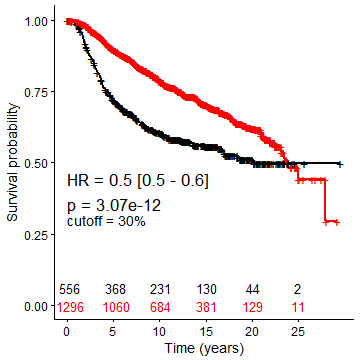 1.00
0.75
0.50
0.25
0.00
Survival probability
HR = 0.5 [0.5 - 0.6]
p = 3.07e-12
cutoff = 30%
556 368 231 130 44 2
1296 1060 684 381 129 11
0 5 10 15 20 25
Time (years)